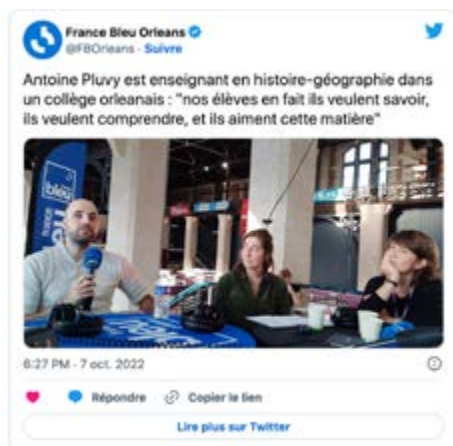 France Bleu Orleans
@FBOrleans · Suivre
Antoine Pluvy est enseignant en histoire-géographie dans
un collège orleanais : "nos élèves en fait ils veulent savoir,
ils veulent comprendre, et ils aiment cette matière"
bleu
france
6:27 PM · 7 oct. 2022
Répondre
Copier le lien
Lire plus sur Twitter